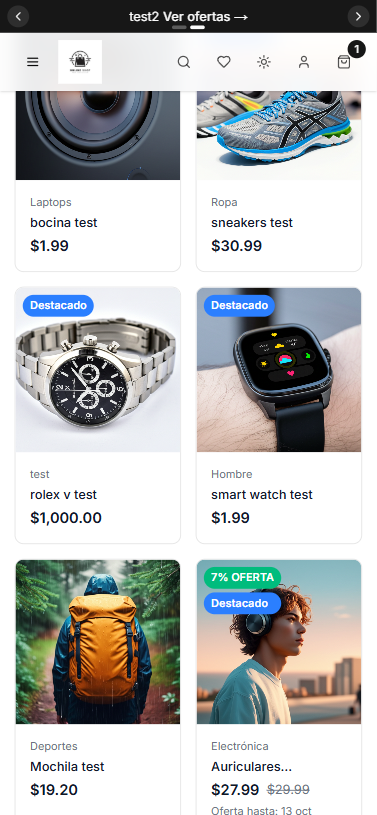 test2 Ver ofertas →
1
Laptops
bocina test
$1.99
Ropa
sneakers test
$30.99
Destacado
test
rolex v test
$1,000.00
Destacado
Hombre
smart watch test
$1.99
Deportes
Mochila test
$19.20
7% OFERTA
Destacado
Electrónica
Auriculares...
$27.99 $29.99
Oferta hasta: 13 oct